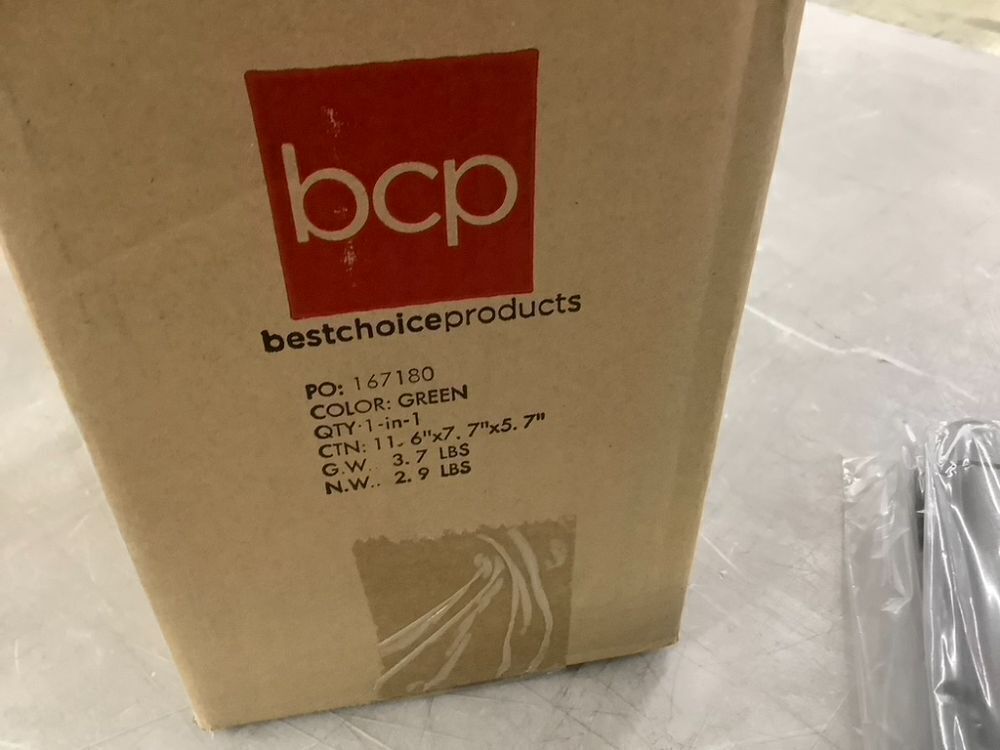 bcp
bestchoiceproducts
PO: 167180
COLOR: GREEN
QTY: 1-in-1
CTN: 11. 6"x7. 7"x5. 7"
G.W.: 3. 7 LBS
N.W.: 2. 9 LBS